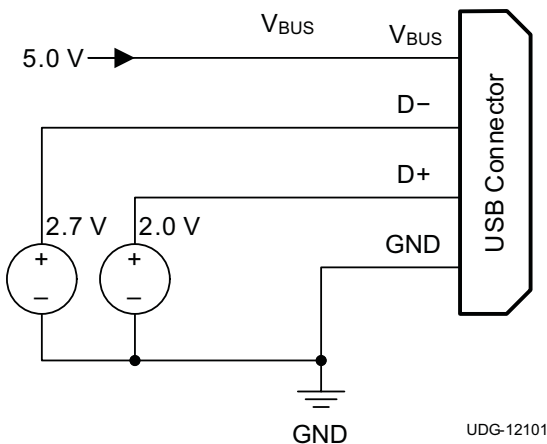 V_BUS
V_BUS
5.0 V
D−
D+
2.7 V
2.0 V
+
−
+
−
GND
USB Connector
GND
UDG-12101